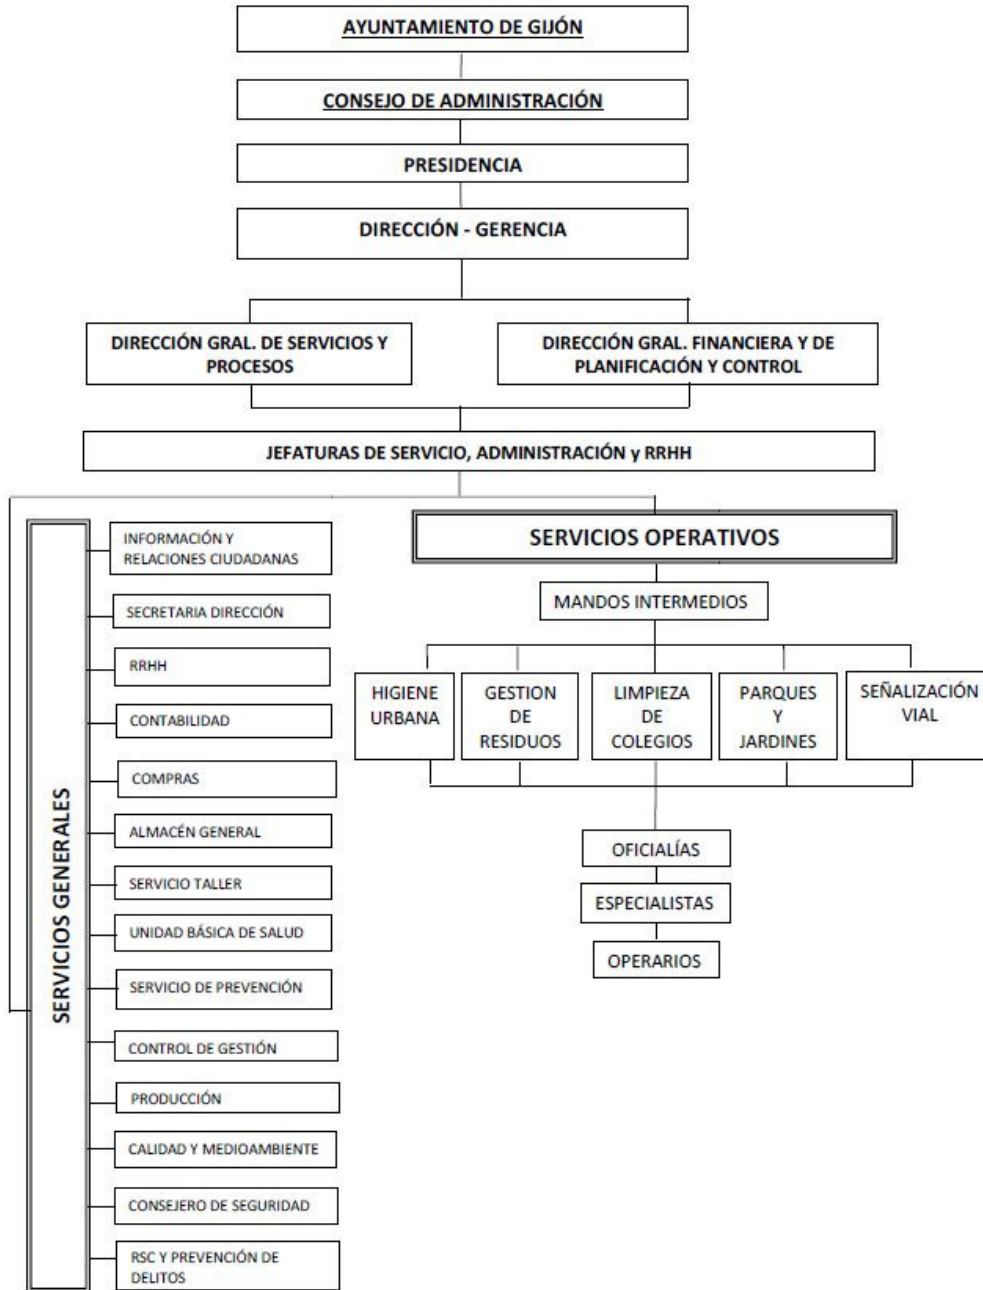 AYUNTAMIENTO DE GIJÓN
CONSEJO DE ADMINISTRACIÓN
PRESIDENCIA
DIRECCIÓN - GERENCIA
DIRECCIÓN GRAL. DE SERVICIOS Y
PROCESOS
DIRECCIÓN GRAL. FINANCIERA Y DE
PLANIFICACIÓN Y CONTROL
JEFATURAS DE SERVICIO, ADMINISTRACIÓN y RRHH
SERVICIOS GENERALES
INFORMACIÓN Y
RELACIONES CIUDADANAS
SECRETARIA DIRECCIÓN
RRHH
CONTABILIDAD
COMPRAS
ALMACÉN GENERAL
SERVICIO TALLER
UNIDAD BÁSICA DE SALUD
SERVICIO DE PREVENCIÓN
CONTROL DE GESTIÓN
PRODUCCIÓN
CALIDAD Y MEDIOAMBIENTE
CONSEJERO DE SEGURIDAD
RSC Y PREVENCIÓN DE
DELITOS
SERVICIOS OPERATIVOS
MANDOS INTERMEDIOS
HIGIENE
URBANA
GESTION
DE
RESIDUOS
LIMPIEZA
DE
COLEGIOS
PARQUES
Y
JARDINES
SEÑALIZACIÓN
VIAL
OFICIALÍAS
ESPECIALISTAS
OPERARIOS